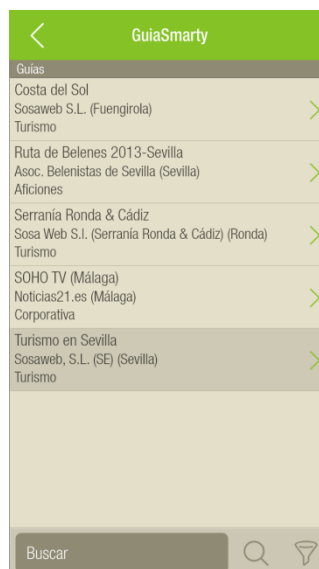 GuiaSmarty
Guías
Costa del Sol
Sosaweb S.L. (Fuengirola)
Turismo
Ruta de Belenes 2013-Sevilla
Asoc. Belenistas de Sevilla (Sevilla)
Aficiones
Serranía Ronda & Cádiz
Sosa Web S.l. (Serranía Ronda & Cádiz) (Ronda)
Turismo
SOHO TV (Málaga)
Noticias21.es (Málaga)
Corporativa
Turismo en Sevilla
Sosaweb, S.L. (SE) (Sevilla)
Turismo
Buscar